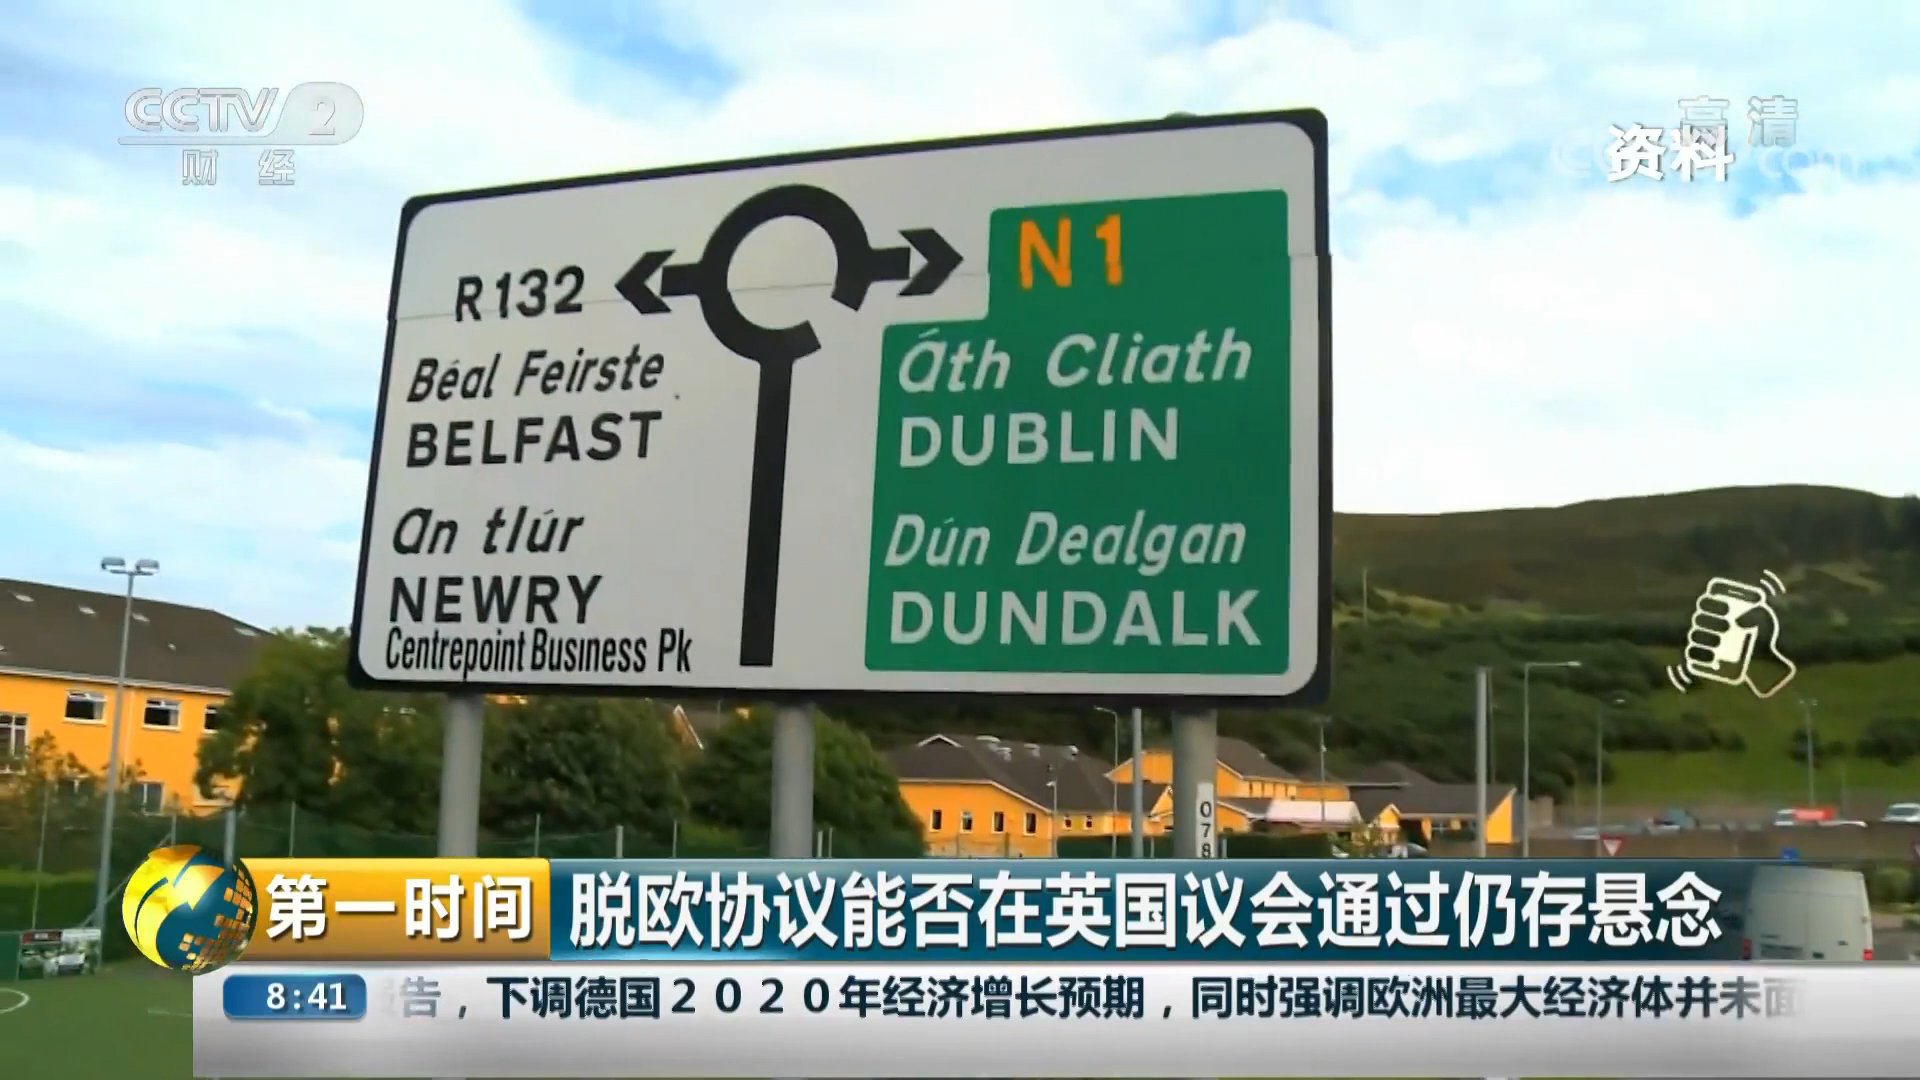 CCTV 2
财 经
高清
资料
com
R132
N1
Béal Feirste
BELFAST
Áth Cliath
DUBLIN
An tIúr
NEWRY
Centrepoint Business Pk
Dún Dealgan
DUNDALK
078
第一时间
脱欧协议能否在英国议会通过仍存悬念
8:41
告，下调德国2020年经济增长预期，同时强调欧洲最大经济体并未面